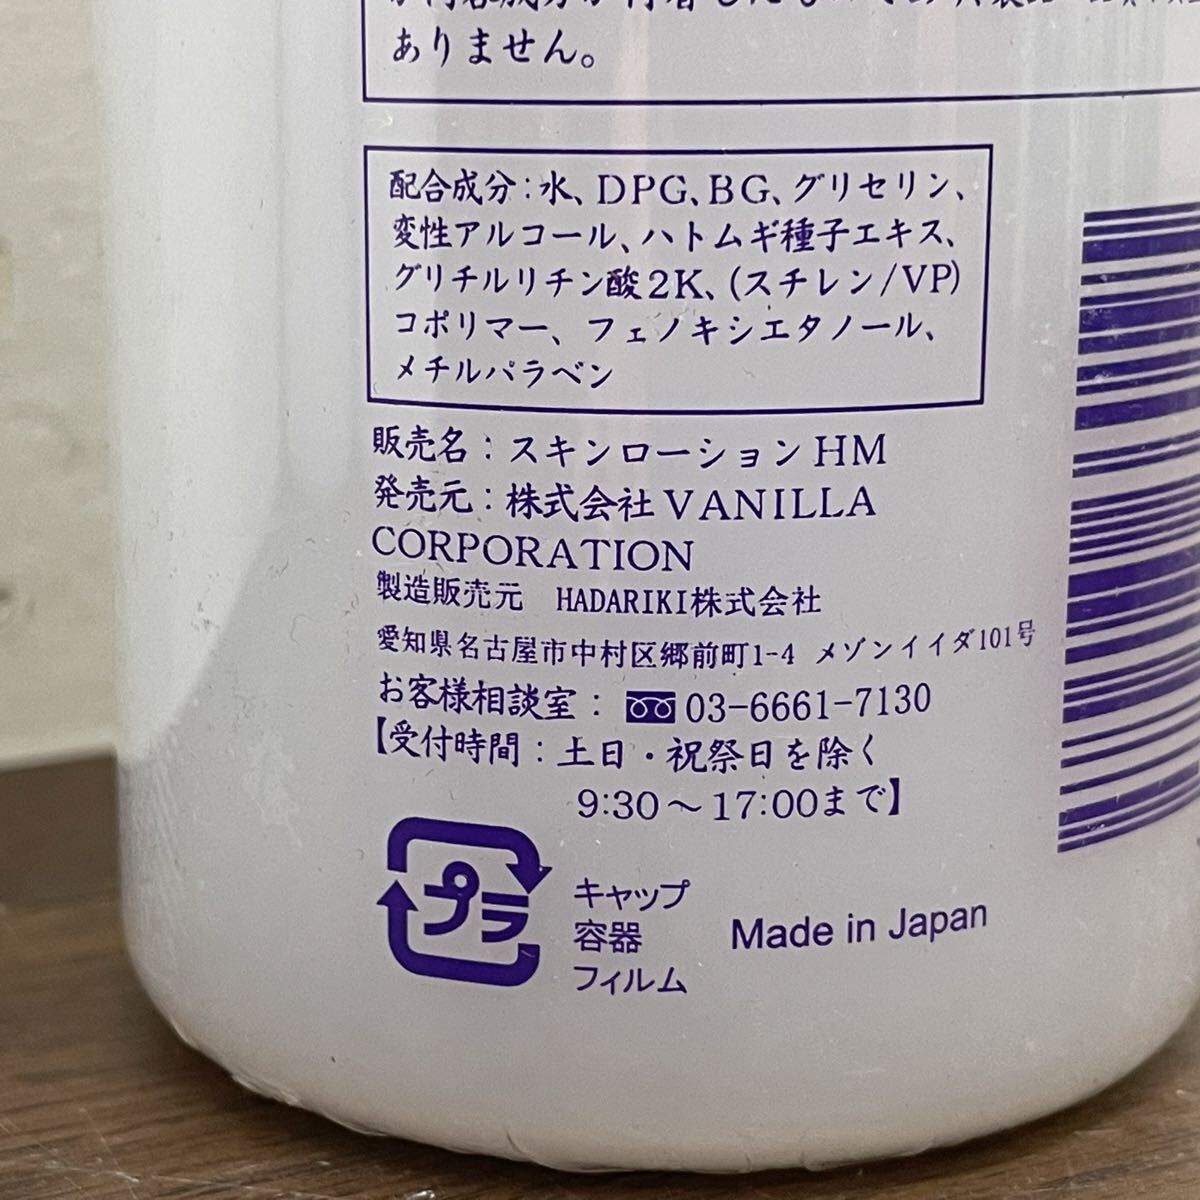 ありません。
配合成分:水、DPG、BG、グリセリン、
変性アルコール、ハトムギ種子エキス、
グリチルリチン酸2K、(スチレン/VP)
コポリマー、フェノキシエタノール、
メチルパラベン
販売名:スキンローションHM
発売元:株式会社VANILLA
CORPORATION
製造販売元 HADARIKI株式会社
愛知県名古屋市中村区郷前町1-4 メゾンイイダ101号
お客様相談室: 03-6661-7130
【受付時間:土日・祝祭日を除く
9:30〜17:00まで】
プラ
キャップ
容器
フィルム
Made in Japan